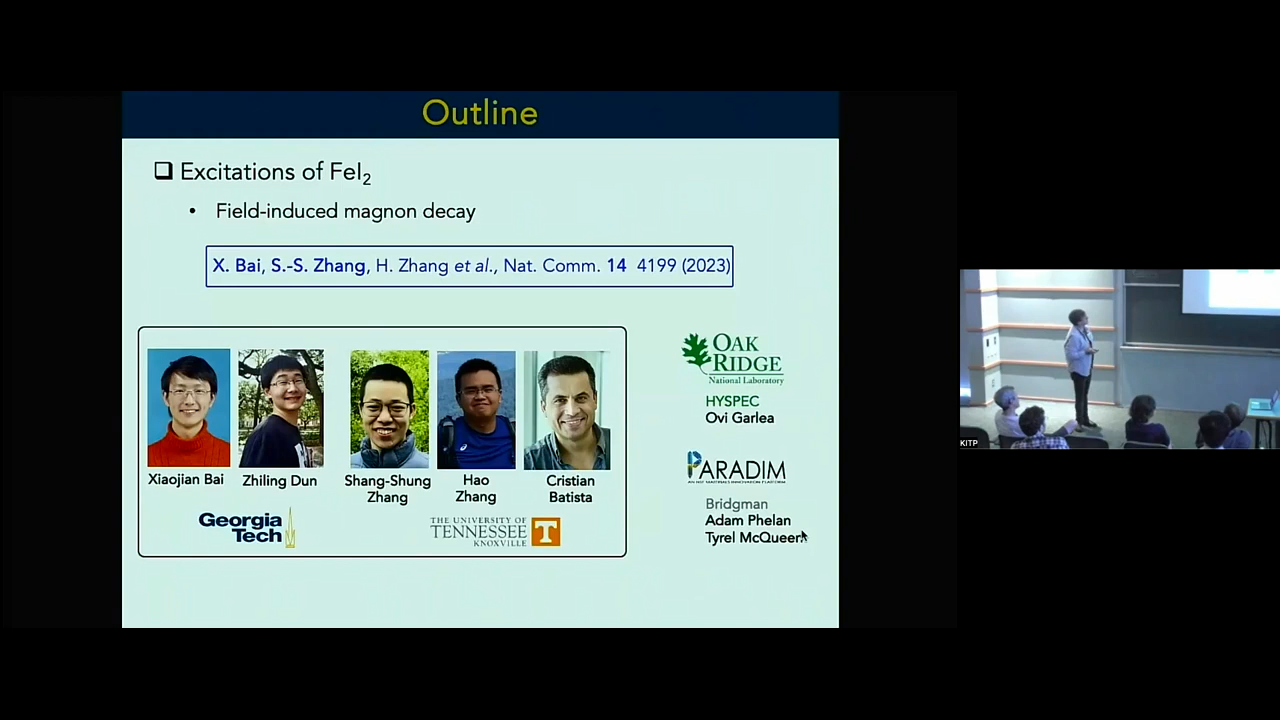 Outline
❑ Excitations of FeI₂
• Field-induced magnon decay
X. Bai, S.-S. Zhang, H. Zhang et al., Nat. Comm. 14 4199 (2023)
Xiaojian Bai
Zhiling Dun
Shang-Shung
Zhang
Hao
Zhang
Cristian
Batista
Georgia
Tech
THE UNIVERSITY OF
TENNESSEE
KNOXVILLE
T
OAK
RIDGE
National Laboratory
HYSPEC
Ovi Garlea
PARADIM
Bridgman
Adam Phelan
Tyrel McQueen
KITP